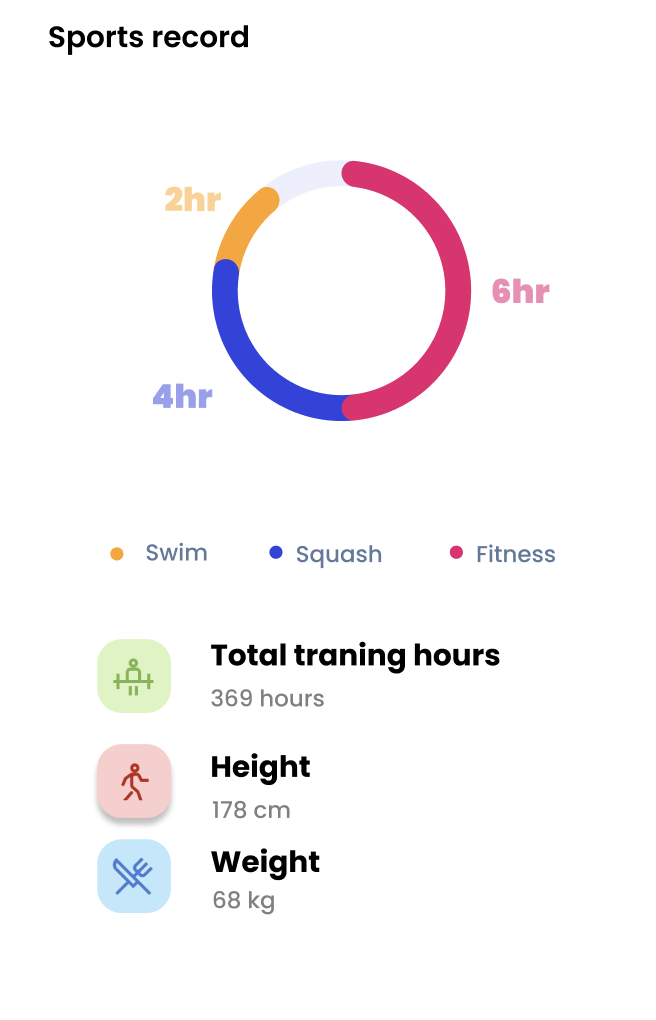 Sports record
2hr
6hr
4hr
Swim
Squash
Fitness
Total traning hours
369 hours
Height
178 cm
Weight
68 kg